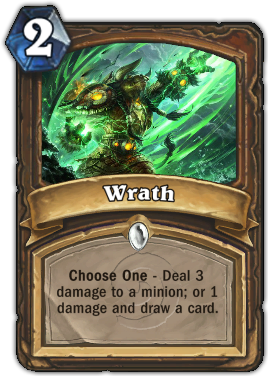 2
Wrath
Choose One - Deal 3
damage to a minion; or 1
damage and draw a card.